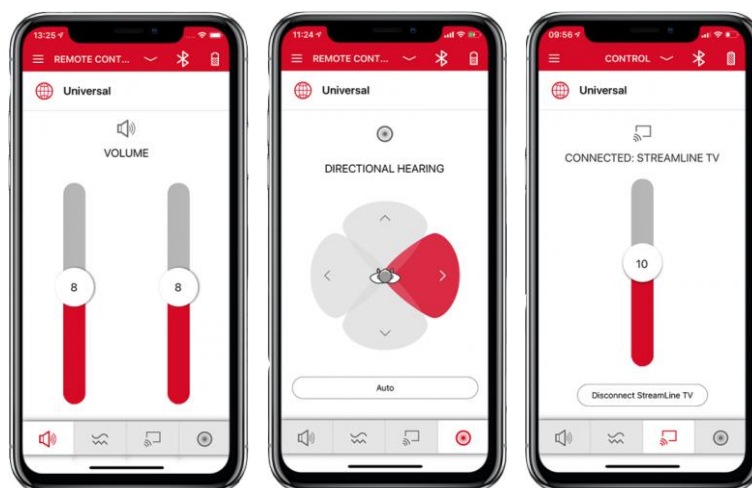 13:25
REMOTE CONT...
Universal
VOLUME
8
8
11:24
REMOTE CONT...
Universal
DIRECTIONAL HEARING
Auto
09:56
CONTROL
Universal
CONNECTED: STREAMLINE TV
10
Disconnect StreamLine TV